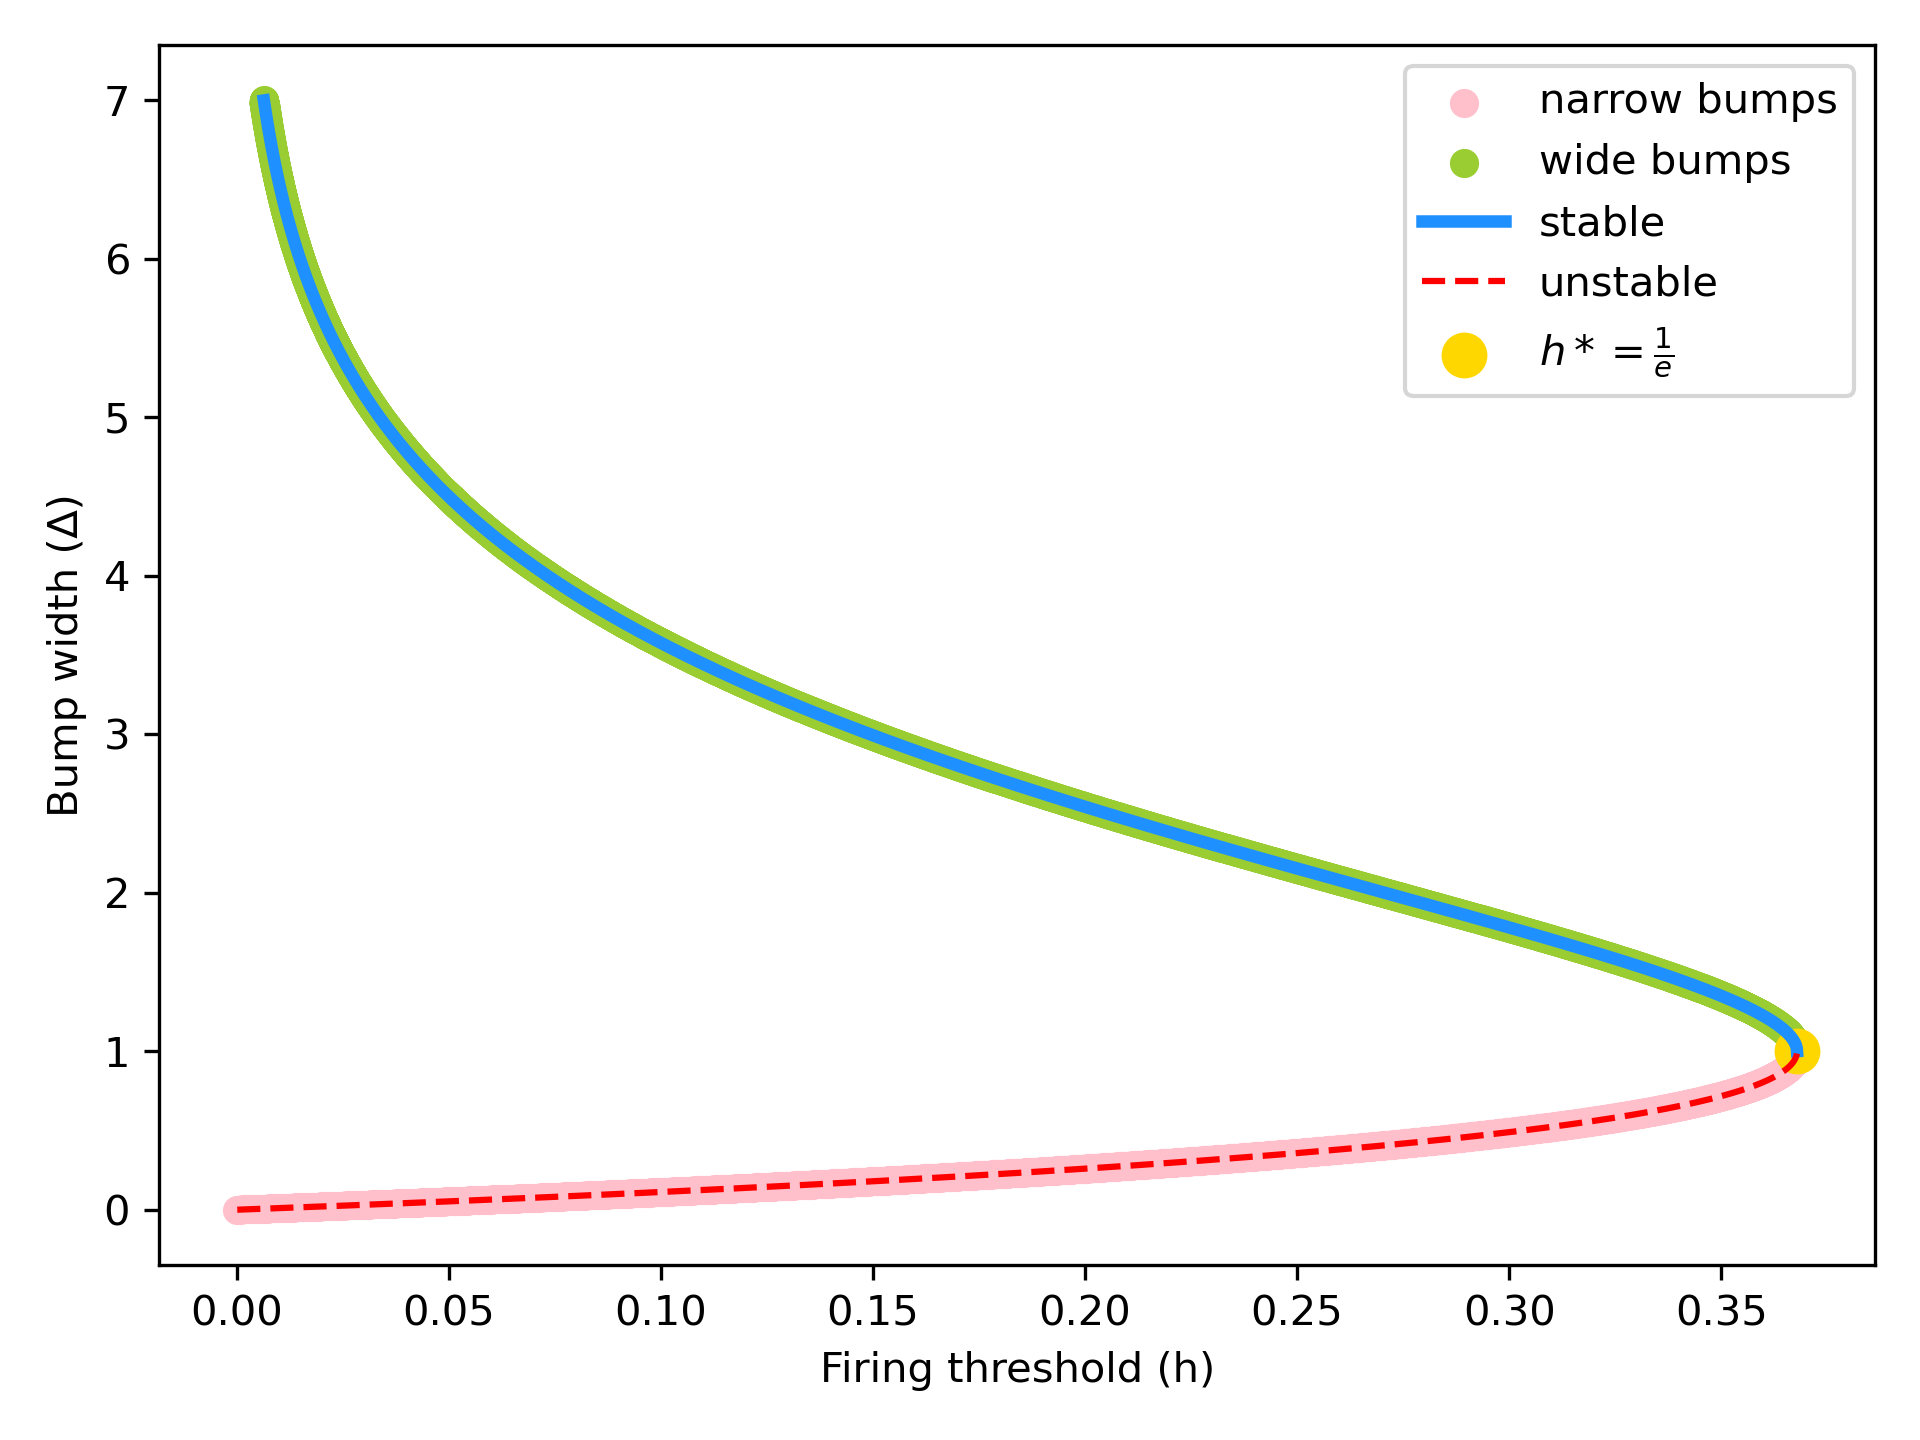 7
6
5
4
3
2
1
0
Bump width (Δ)
0.00 0.05 0.10 0.15 0.20 0.25 0.30 0.35
Firing threshold (h)
narrow bumps
wide bumps
stable
unstable
h* = 1/e